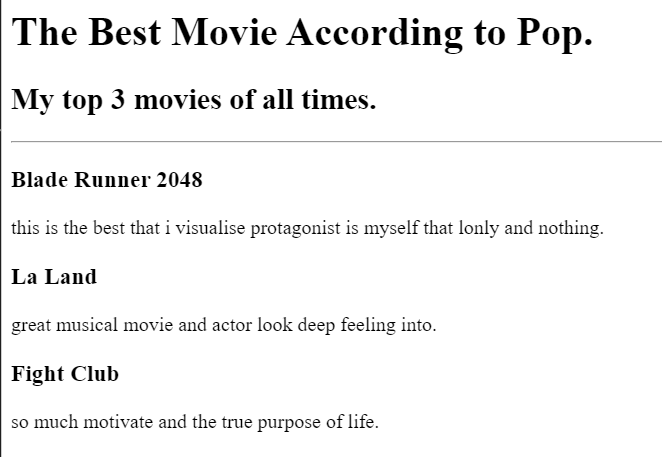 The Best Movie According to Pop.
My top 3 movies of all times.
Blade Runner 2048
this is the best that i visualise protagonist is myself that lonly and nothing.
La Land
great musical movie and actor look deep feeling into.
Fight Club
so much motivate and the true purpose of life.